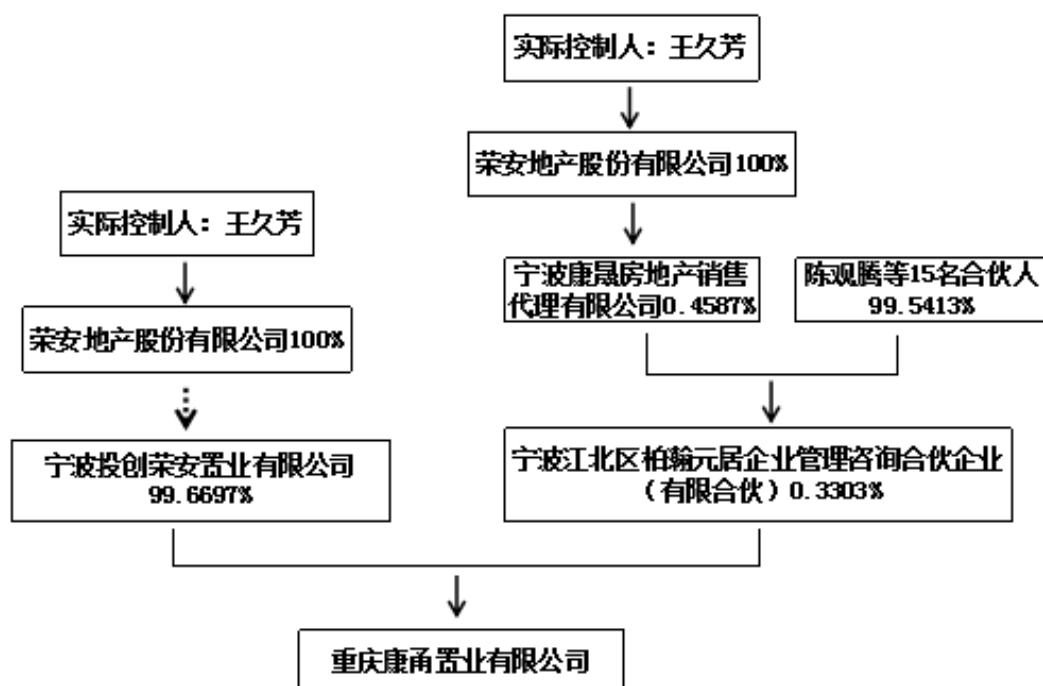 实际控制人：王久芳
荣安地产股份有限公司100%
实际控制人：王久芳
宁波康晟房地产销售
代理有限公司0.4587%
陈观腾等15名合伙人
99.5413%
荣安地产股份有限公司100%
宁波投创荣安置业有限公司
99.6697%
宁波江北区柏翰元居企业管理咨询合伙企业
（有限合伙）0.3303%
重庆康甬置业有限公司